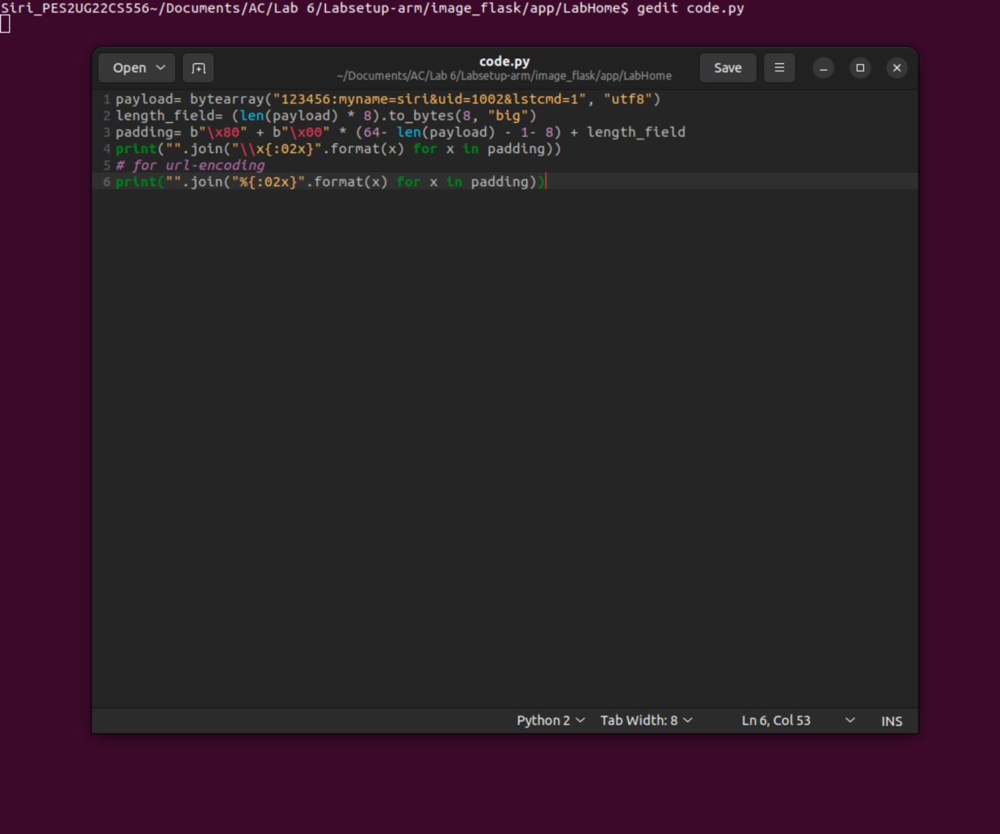 Siri_PES2UG22CS556~/Documents/AC/Lab 6/Labsetup-arm/image_flask/app/LabHome$ gedit code.py
Open
code.py
~/Documents/AC/Lab 6/Labsetup-arm/image_flask/app/LabHome
Save
1 payload= bytearray("123456:myname=siri&uid=1002&lstcmd=1", "utf8")
2 length_field= (len(payload) * 8).to_bytes(8, "big")
3 padding= b"\x80" + b"\x00" * (64- len(payload) - 1- 8) + length_field
4 print("".join("\\x{:02x}".format(x) for x in padding))
5 # for url-encoding
6 print("".join("%{:02x}".format(x) for x in padding))
Python 2 Tab Width: 8 Ln 6, Col 53 INS